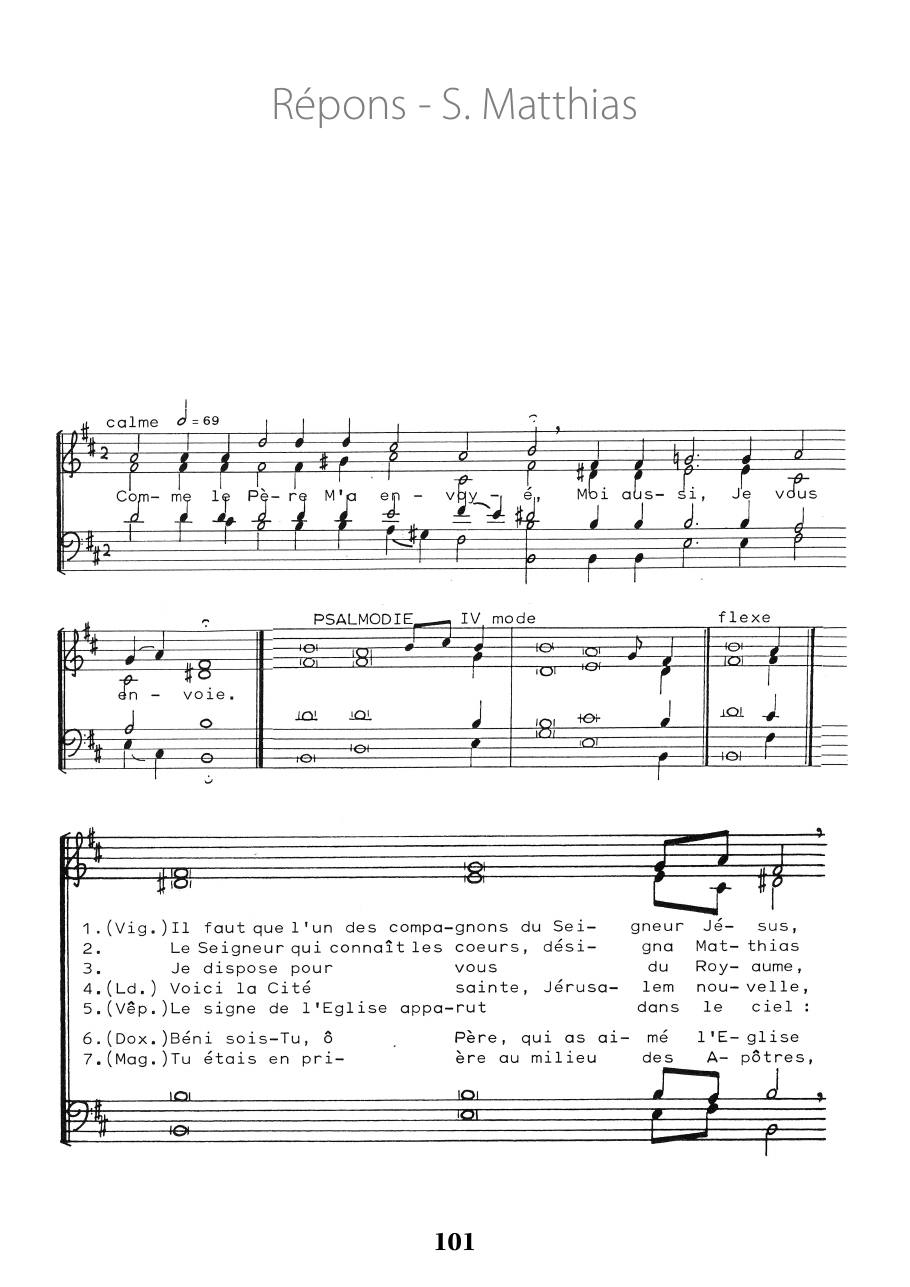 Répons - S. Matthias
calme = 69
2
Com- me le Pè- re M'a en - voy - é, Moi aus- si, Je vous
2
PSALMODIE IV mode flexe
en - voie.
1.(Vig.)Il faut que l'un des compa-gnons du Sei- gneur Jé- sus,
2. Le Seigneur qui connaît les coeurs, dési- gna Mat- thias
3. Je dispose pour vous du Roy- aume,
4.(Ld.) Voici la Cité sainte, Jérusa- lem nou- velle,
5.(Vêp.)Le signe de l'Eglise appa-rut dans le ciel :
6.(Dox.)Béni sois-Tu, ô Père, qui as ai- mé l'E- glise
7.(Mag.)Tu étais en pri- ère au milieu des A- pôtres,
101